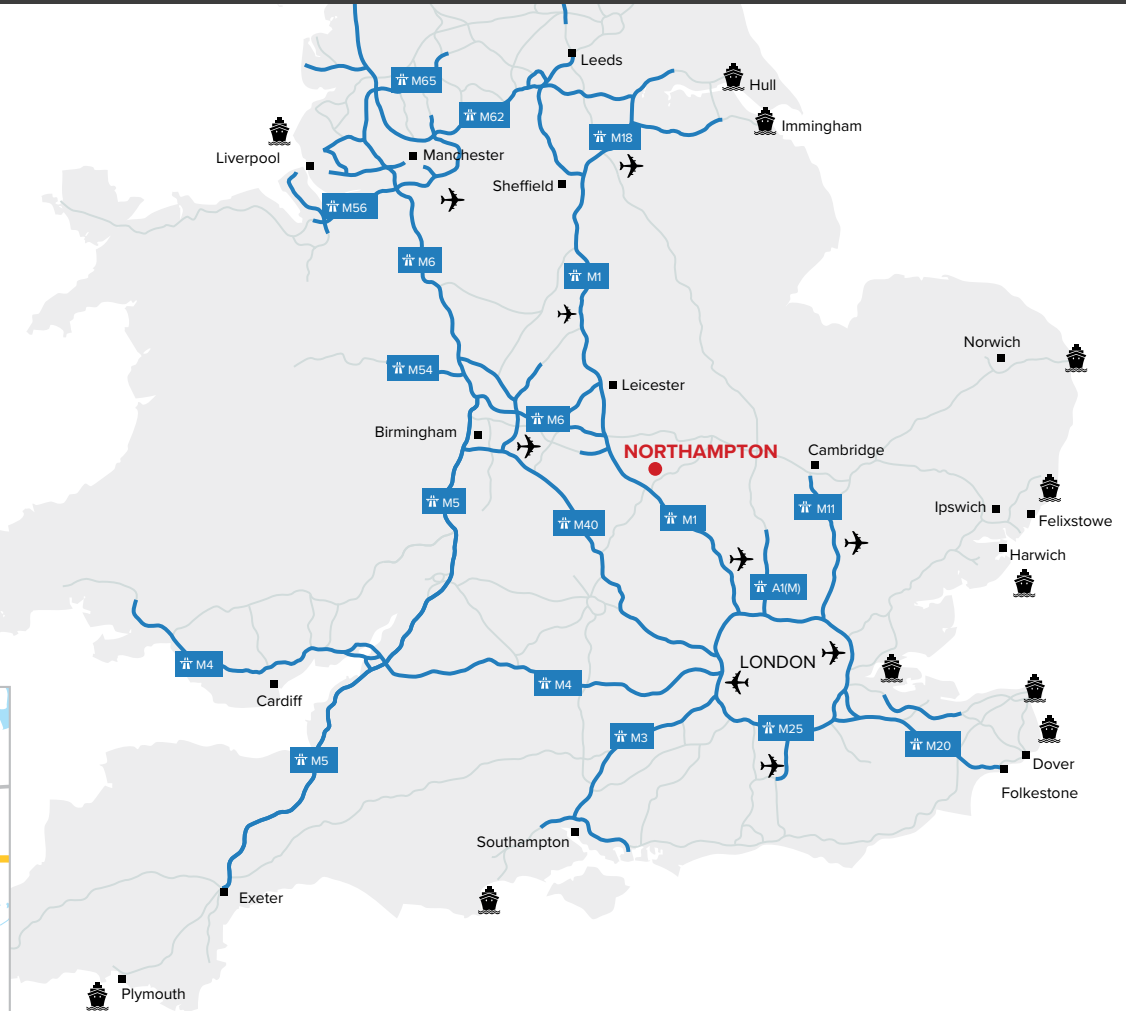 Leeds
M65
Hull
M62
Immingham
M18
Liverpool
Manchester
Sheffield
M56
M6
M1
Norwich
M54
Leicester
M6
Birmingham
NORTHAMPTON
Cambridge
M5
M11
Ipswich
M1
Felixstowe
M40
Harwich
A1(M)
M4
LONDON
M4
Cardiff
M25
M3
M20
M5
Dover
Folkestone
Southampton
Exeter
Plymouth